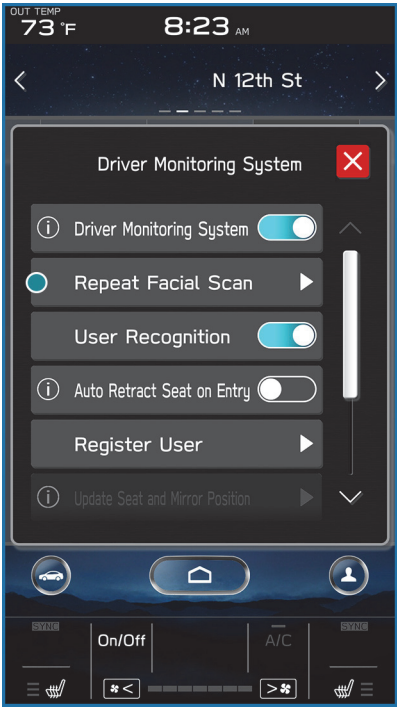 OUT TEMP
73 °F 8:23 AM
N 12th St
Driver Monitoring System
Driver Monitoring System
Repeat Facial Scan
User Recognition
Auto Retract Seat on Entry
Register User
Update Seat and Mirror Position
SYNC SYNC
On/Off A/C